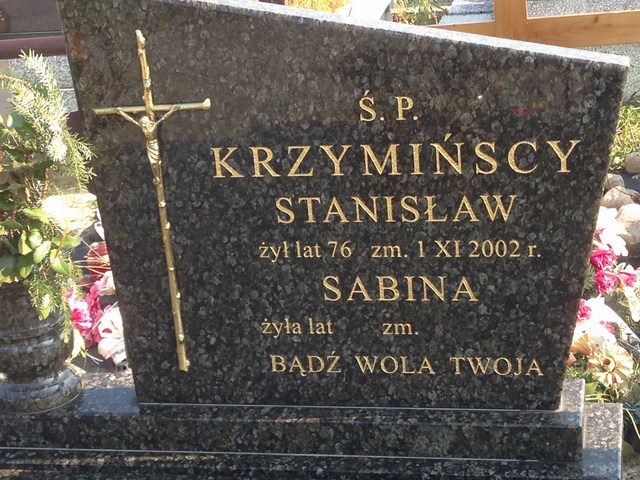 Ś. P.
KRZYMIŃSCY
STANISŁAW
żył lat 76 zm. 1 XI 2002 r.
SABINA
żyła lat zm.
BĄDŹ WOLA TWOJA